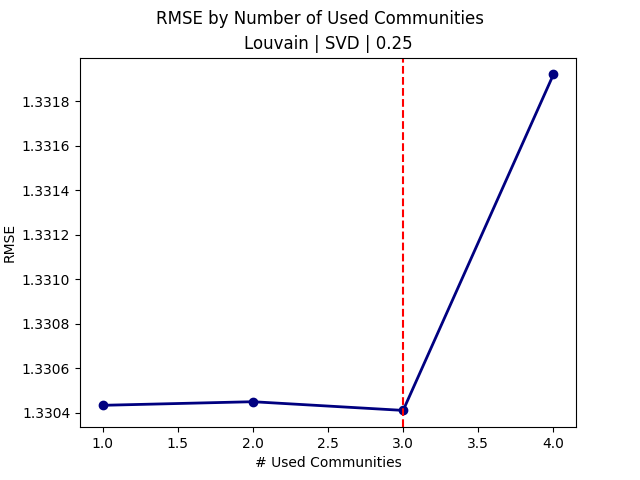 RMSE by Number of Used Communities
Louvain | SVD | 0.25
1.3318
1.3316
1.3314
1.3312
1.3310
1.3308
1.3306
1.3304
RMSE
1.0 1.5 2.0 2.5 3.0 3.5 4.0
# Used Communities